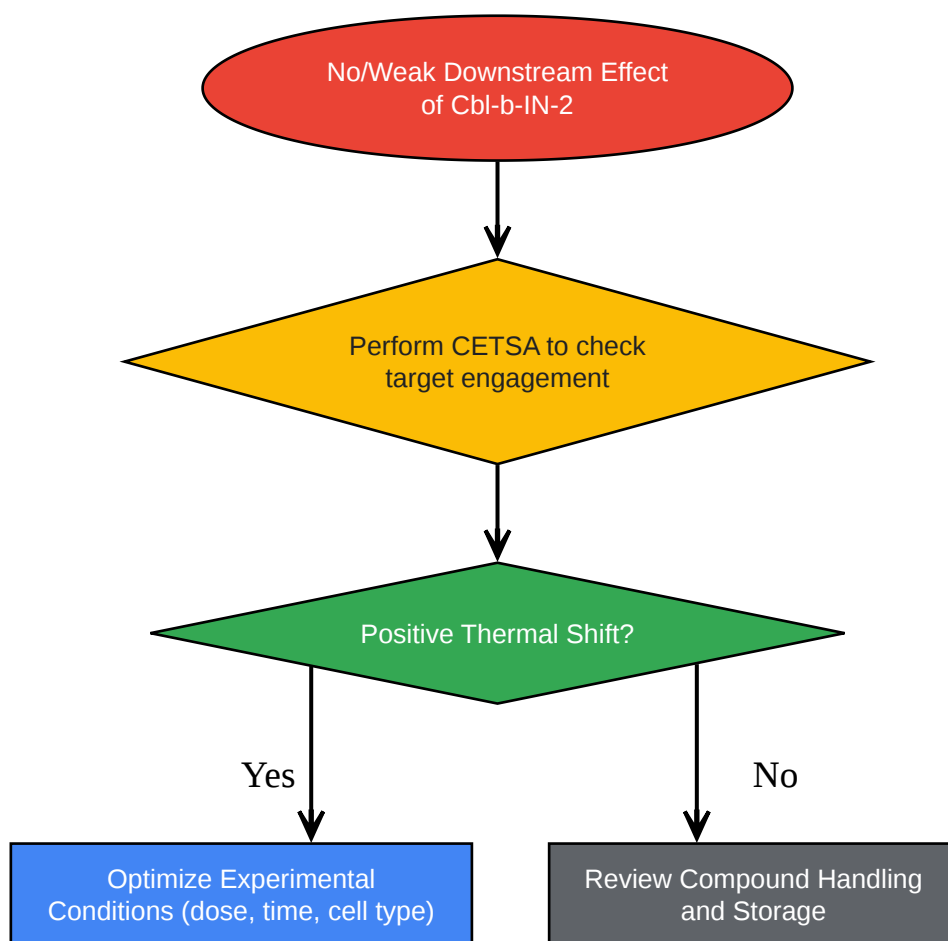 No/Weak Downstream Effect
of Cbl-b-IN-2
Perform CETSA to check
target engagement
Positive Thermal Shift?
Yes
No
Optimize Experimental
Conditions (dose, time, cell type)
Review Compound Handling
and Storage